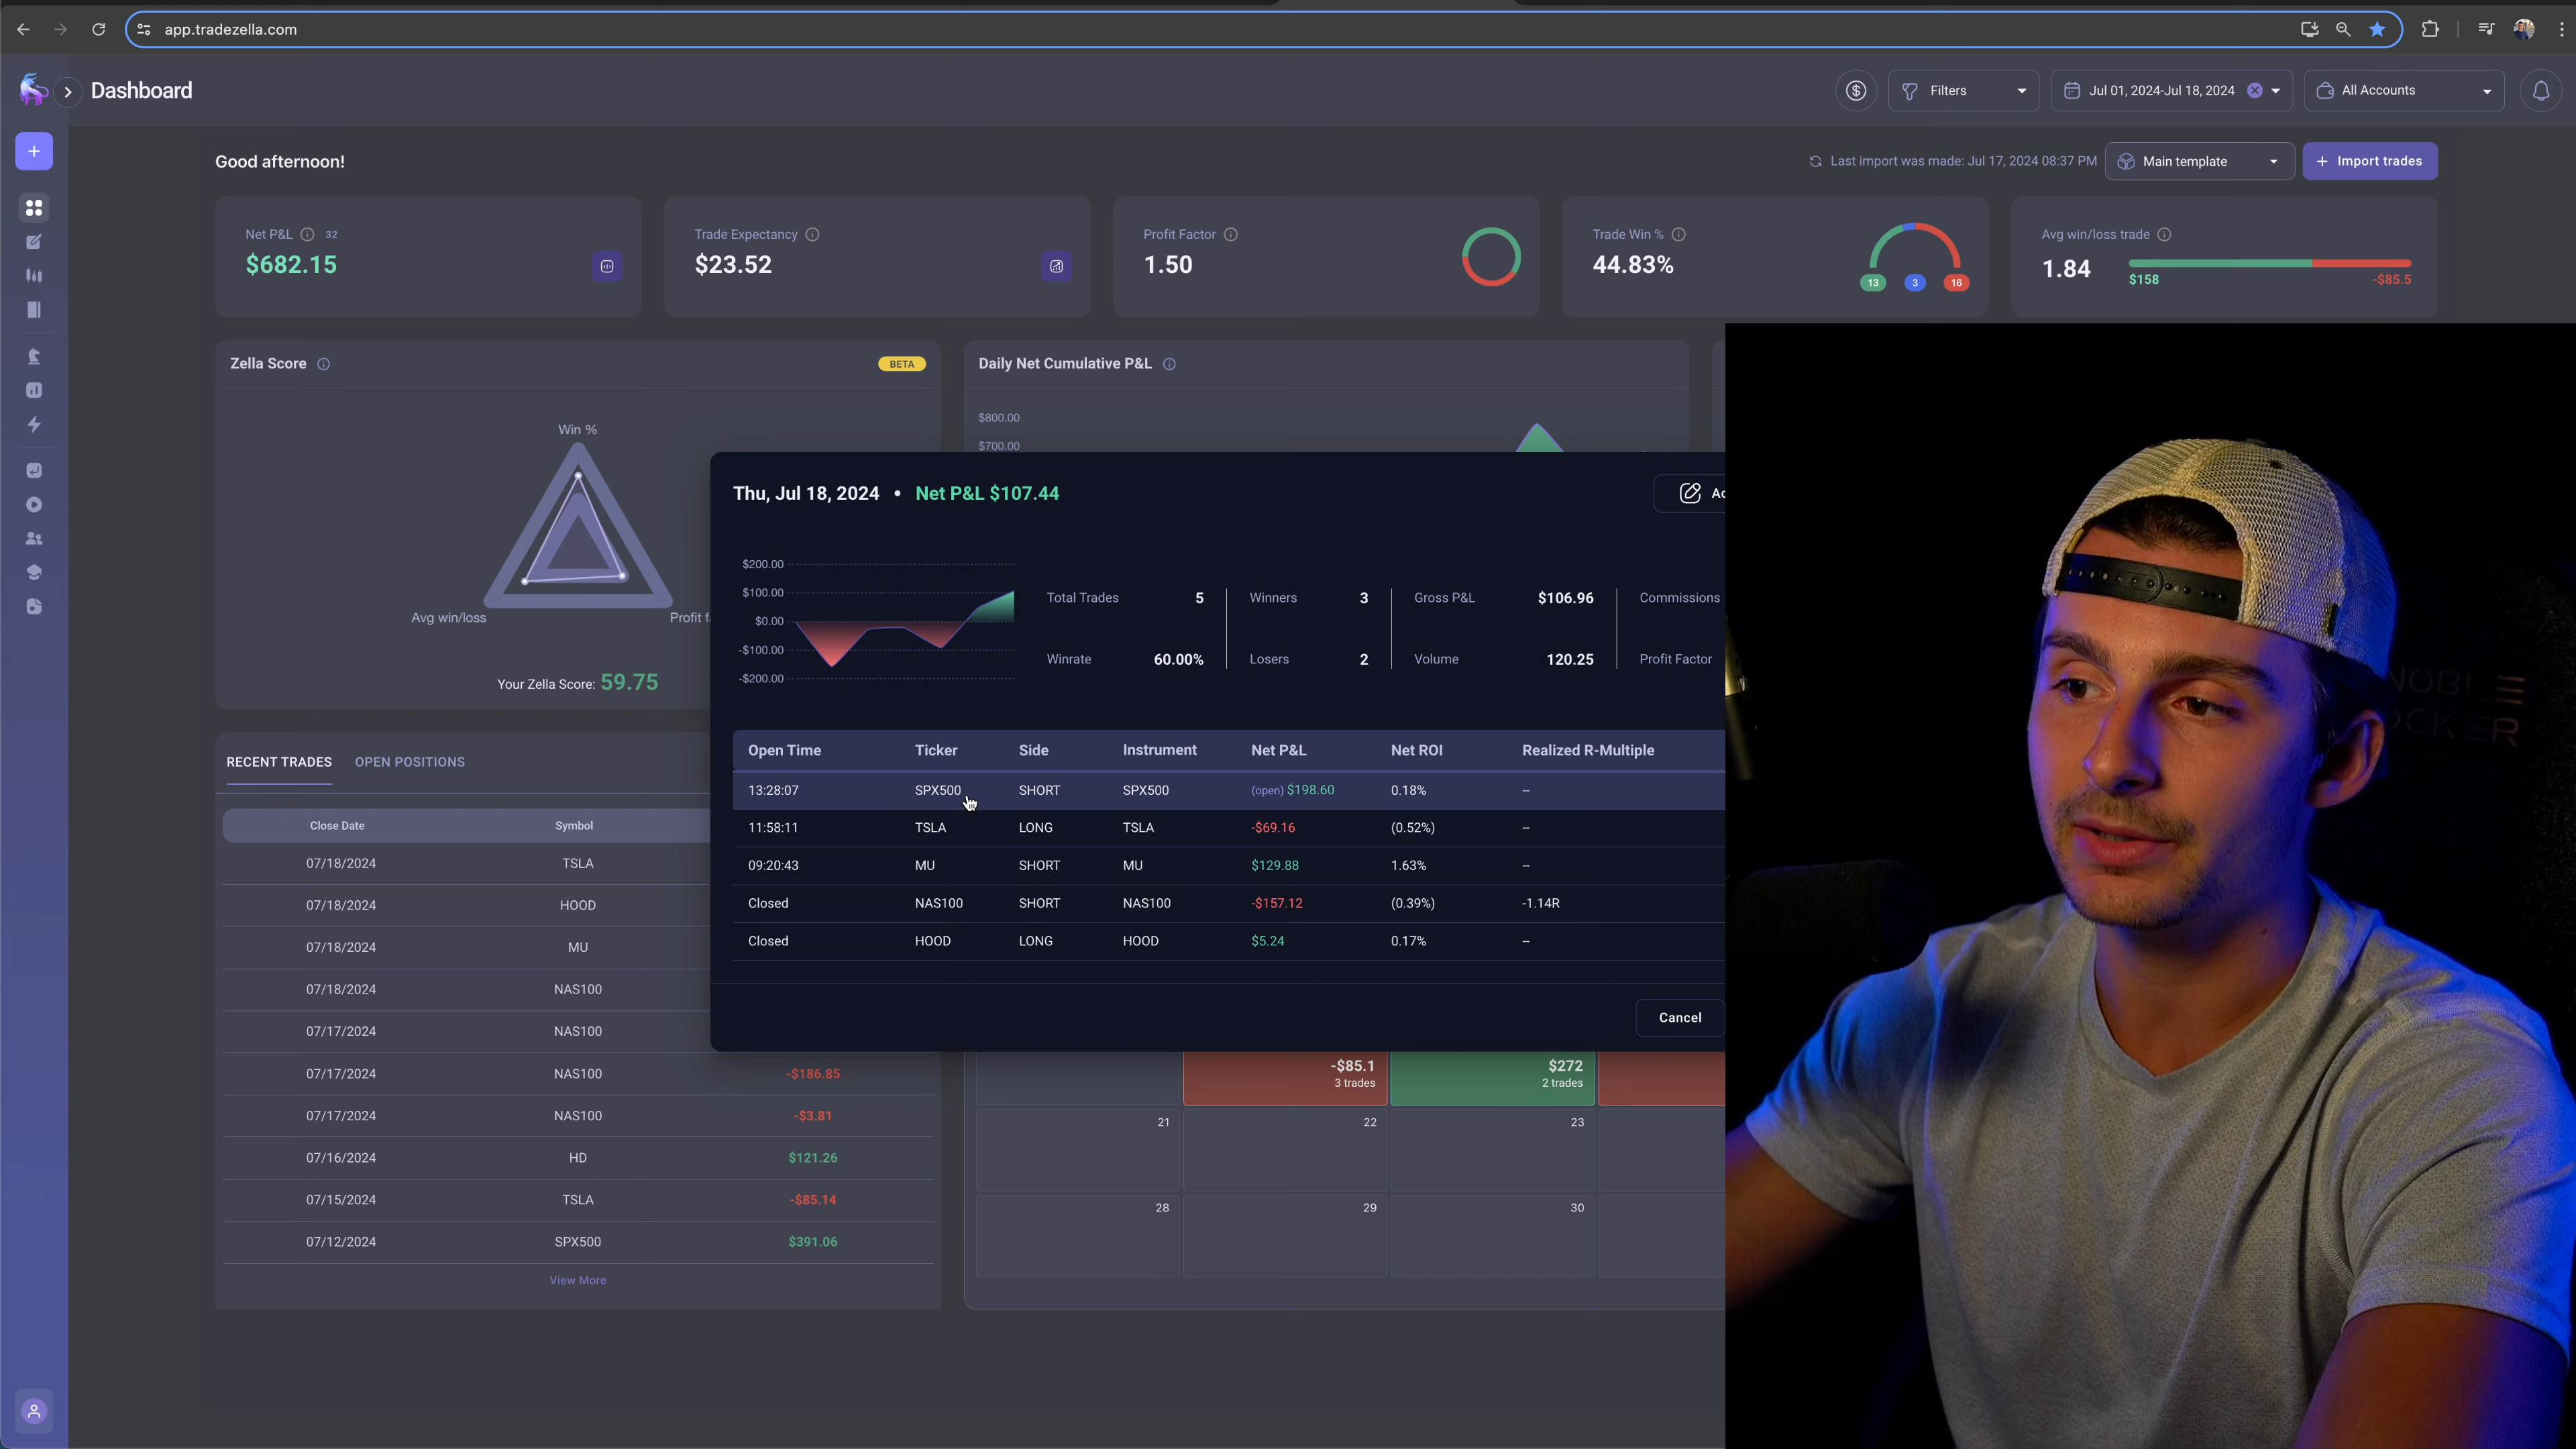 app.tradezella.com
Dashboard
Filters
Jul 01, 2024-Jul 18, 2024
All Accounts
Good afternoon!
Last import was made: Jul 17, 2024 08:37 PM
Main template
+ Import trades
Net P&L 32
$682.15
Trade Expectancy
$23.52
Profit Factor
1.50
Trade Win %
44.83%
13 3 16
Avg win/loss trade
1.84
$158 -$85.5
Zella Score
BETA
Win %
Avg win/loss
Profit f
Your Zella Score: 59.75
Daily Net Cumulative P&L
$800.00
$700.00
Thu, Jul 18, 2024 • Net P&L $107.44
$200.00
$100.00
$0.00
-$100.00
-$200.00
Total Trades 5 Winners 3 Gross P&L $106.96 Commissions
Winrate 60.00% Losers 2 Volume 120.25 Profit Factor
Open Time Ticker Side Instrument Net P&L Net ROI Realized R-Multiple
13:28:07 SPX500 SHORT SPX500 (open) $198.60 0.18% --
11:58:11 TSLA LONG TSLA -$69.16 (0.52%) --
09:20:43 MU SHORT MU $129.88 1.63% --
Closed NAS100 SHORT NAS100 -$157.12 (0.39%) -1.14R
Closed HOOD LONG HOOD $5.24 0.17% --
Cancel
RECENT TRADES OPEN POSITIONS
Close Date Symbol
07/18/2024 TSLA
07/18/2024 HOOD
07/18/2024 MU
07/18/2024 NAS100
07/17/2024 NAS100
07/17/2024 NAS100 -$186.85
07/17/2024 NAS100 -$3.81
07/16/2024 HD $121.26
07/15/2024 TSLA -$85.14
07/12/2024 SPX500 $391.06
View More
-$85.1
3 trades
$272
2 trades
21 22 23
28 29 30